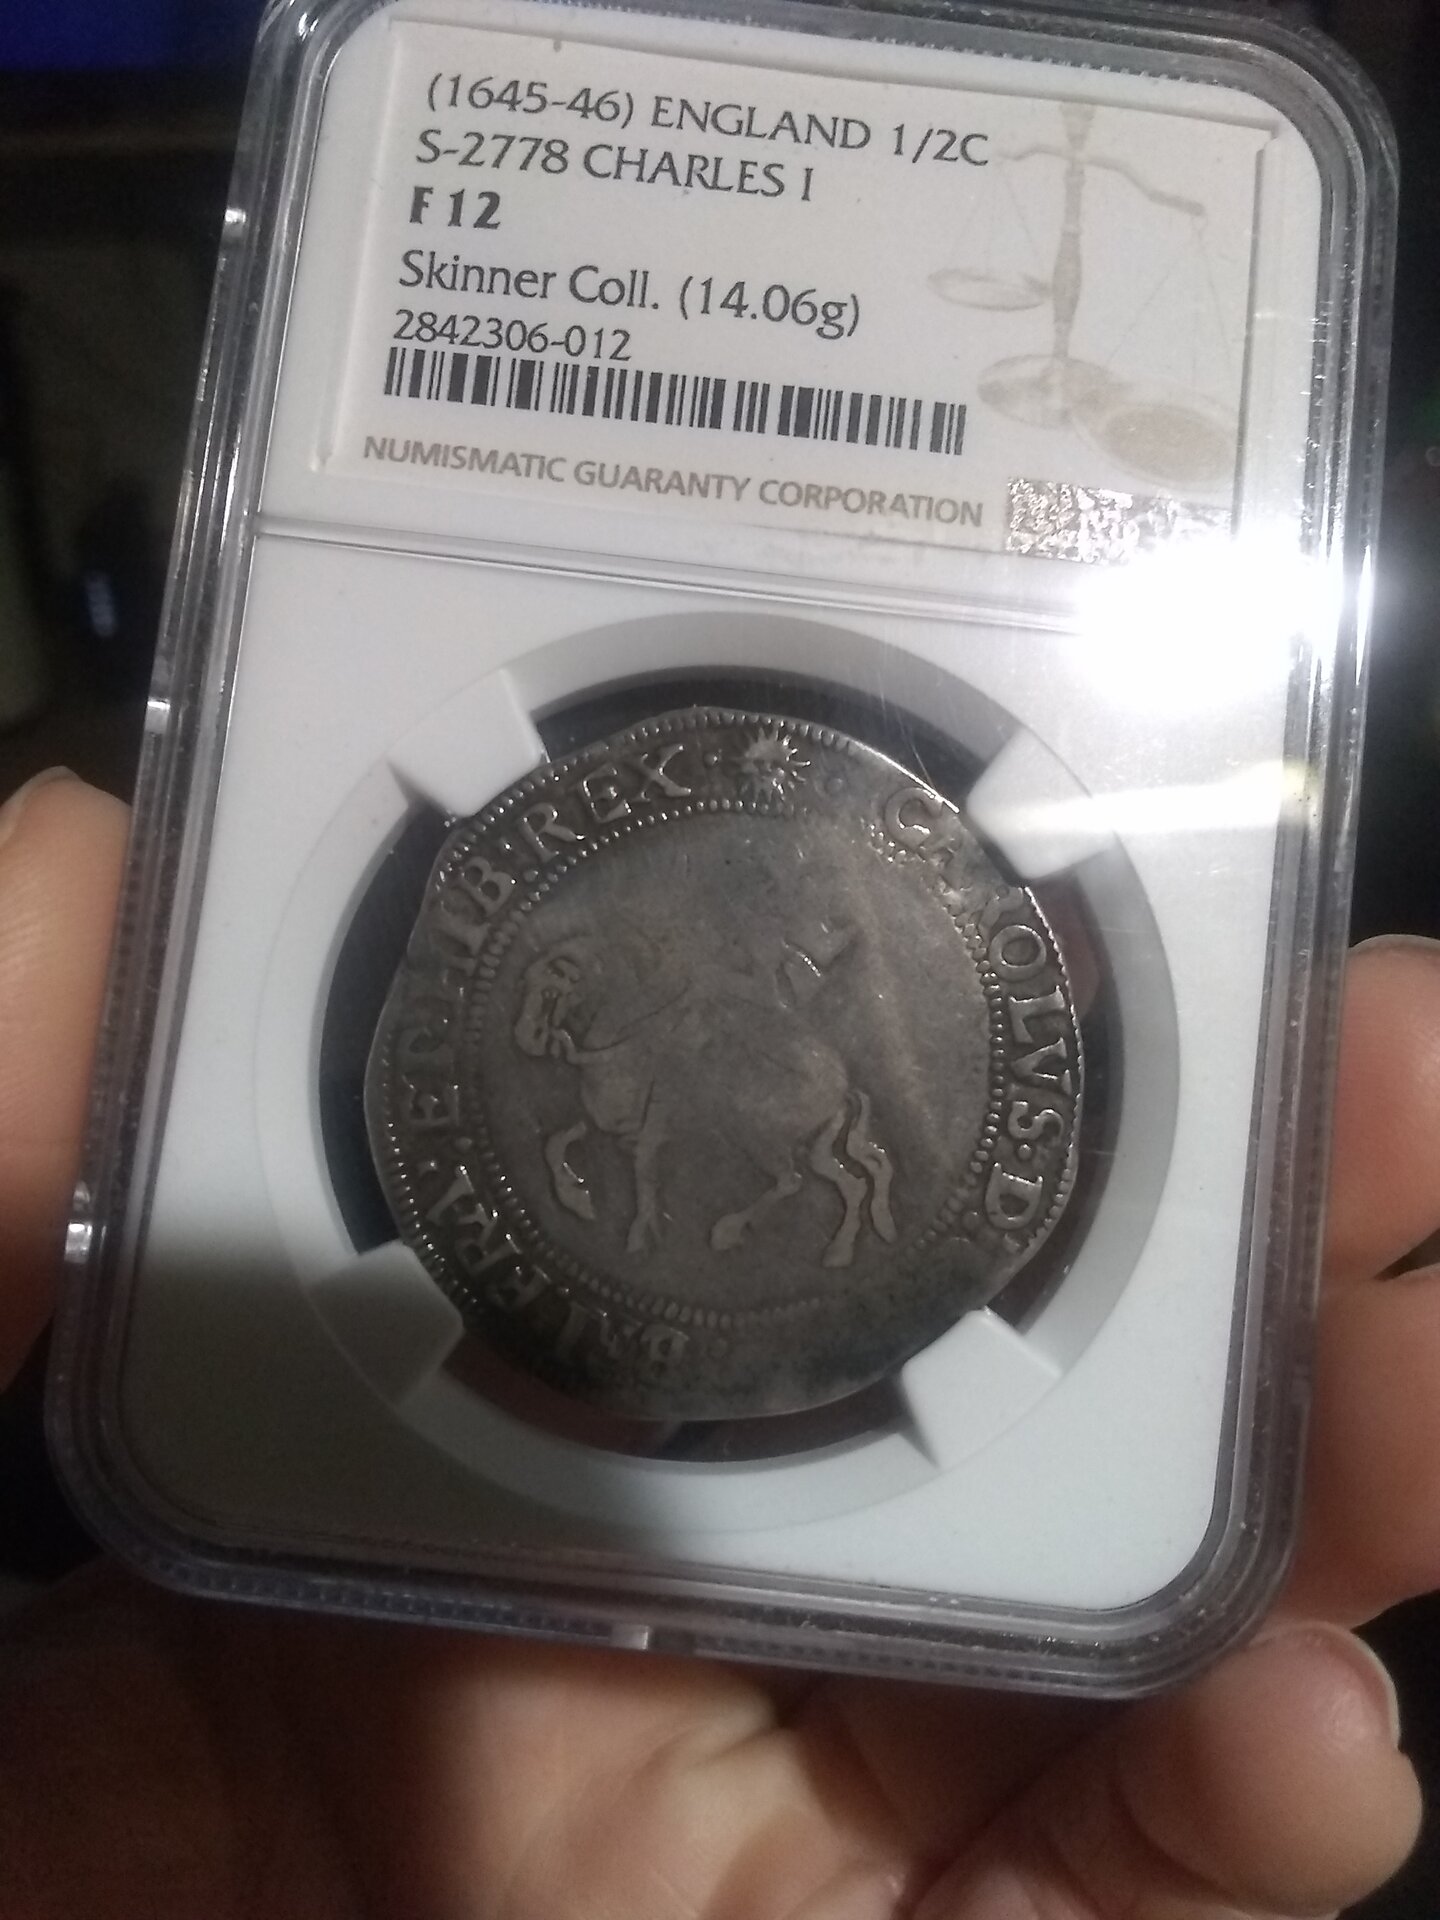 (1645-46) ENGLAND 1/2C
S-2778 CHARLES I
F 12
Skinner Coll. (14.06g)
2842306-012
NUMISMATIC GUARANTY CORPORATION
CAROLVS·D
FRA·ET·HIB:REX·